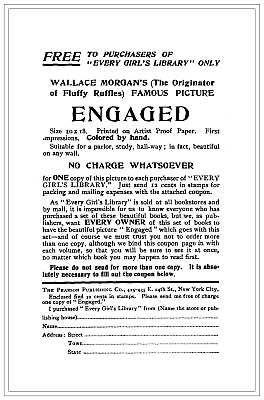 FREE TO PURCHASERS OF
"EVERY GIRL'S LIBRARY" ONLY
WALLACE MORGAN'S (The Originator
of Fluffy Ruffles) FAMOUS PICTURE
ENGAGED
Size 10 x 18, Printed on Artist Proof Paper. First
Impressions. Colored by hand.
Suitable for a parlor, study, hall-way; in fact, beautiful
on any wall.
NO CHARGE WHATSOEVER
for ONE copy of this picture to each purchaser of "EVERY
GIRL'S LIBRARY." Just send 12 cents in stamps for
packing and mailing expenses with the attached coupon.
As "Every Girl's Library" is sold at all bookstores and
by mail, it is impossible for us to know everyone who has
purchased a set of these beautiful books, but we, as pub-
lishers, want EVERY OWNER of this set of books to
have the beautiful picture "Engaged" which goes with this
set—and of course we must trust you not to order more
than one copy, although we bind this coupon page in with
each volume, so that you will be sure to see it at once,
no matter which book you may happen to read first.
Please do not send for more than one copy. It is abso-
lutely necessary to fill out the coupon below.
THE PEARSON PUBLISHING CO., E. 24th St., New York City.
Enclosed find 12 cents in stamps. Please send me free of charge
one copy of "Engaged."
I purchased "Every Girl's Library" from (Name the store or pub-
lishing house)
Name
Address: Street
Town
State